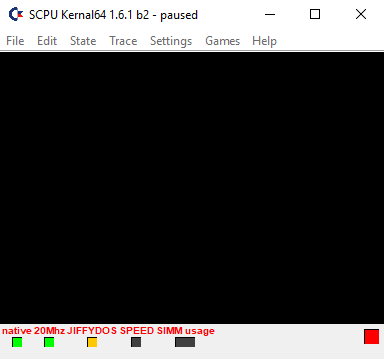 SCPU Kernal64 1.6.1 b2 - paused
File Edit State Trace Settings Games Help
native 20Mhz JIFFYDOS SPEED SIMM usage